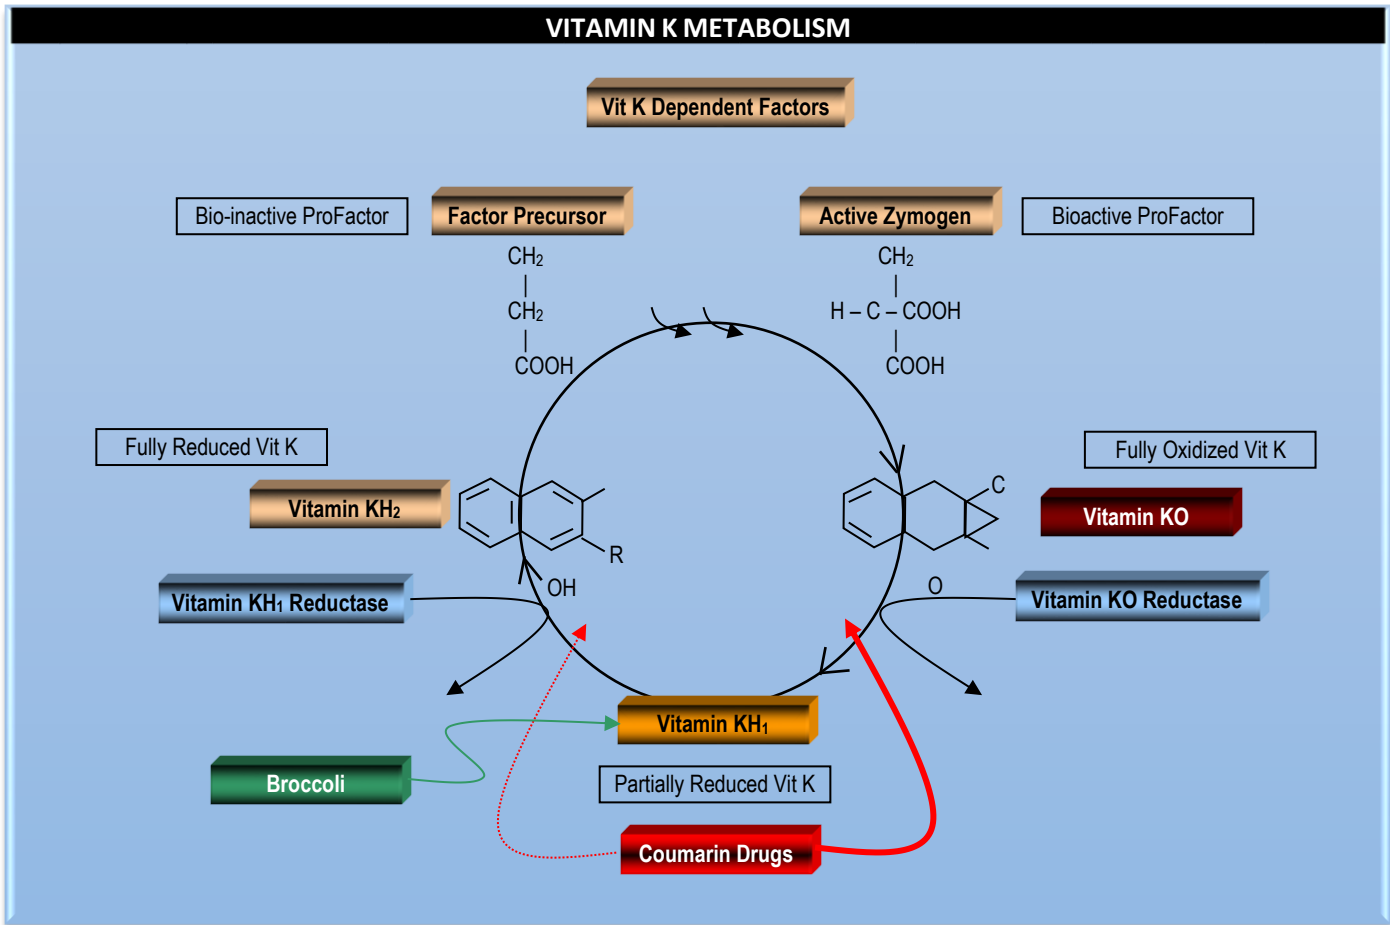 VITAMIN K METABOLISM
Vit K Dependent Factors
Bio-inactive ProFactor
Factor Precursor
Active Zymogen
Bioactive ProFactor
CH₂
|
CH₂
|
COOH
CH₂
|
H – C – COOH
|
COOH
Fully Reduced Vit K
Fully Oxidized Vit K
Vitamin KH₂
R
OH
C
Vitamin KO
O
Vitamin KH₁ Reductase
Vitamin KO Reductase
Vitamin KH₁
Broccoli
Partially Reduced Vit K
Coumarin Drugs